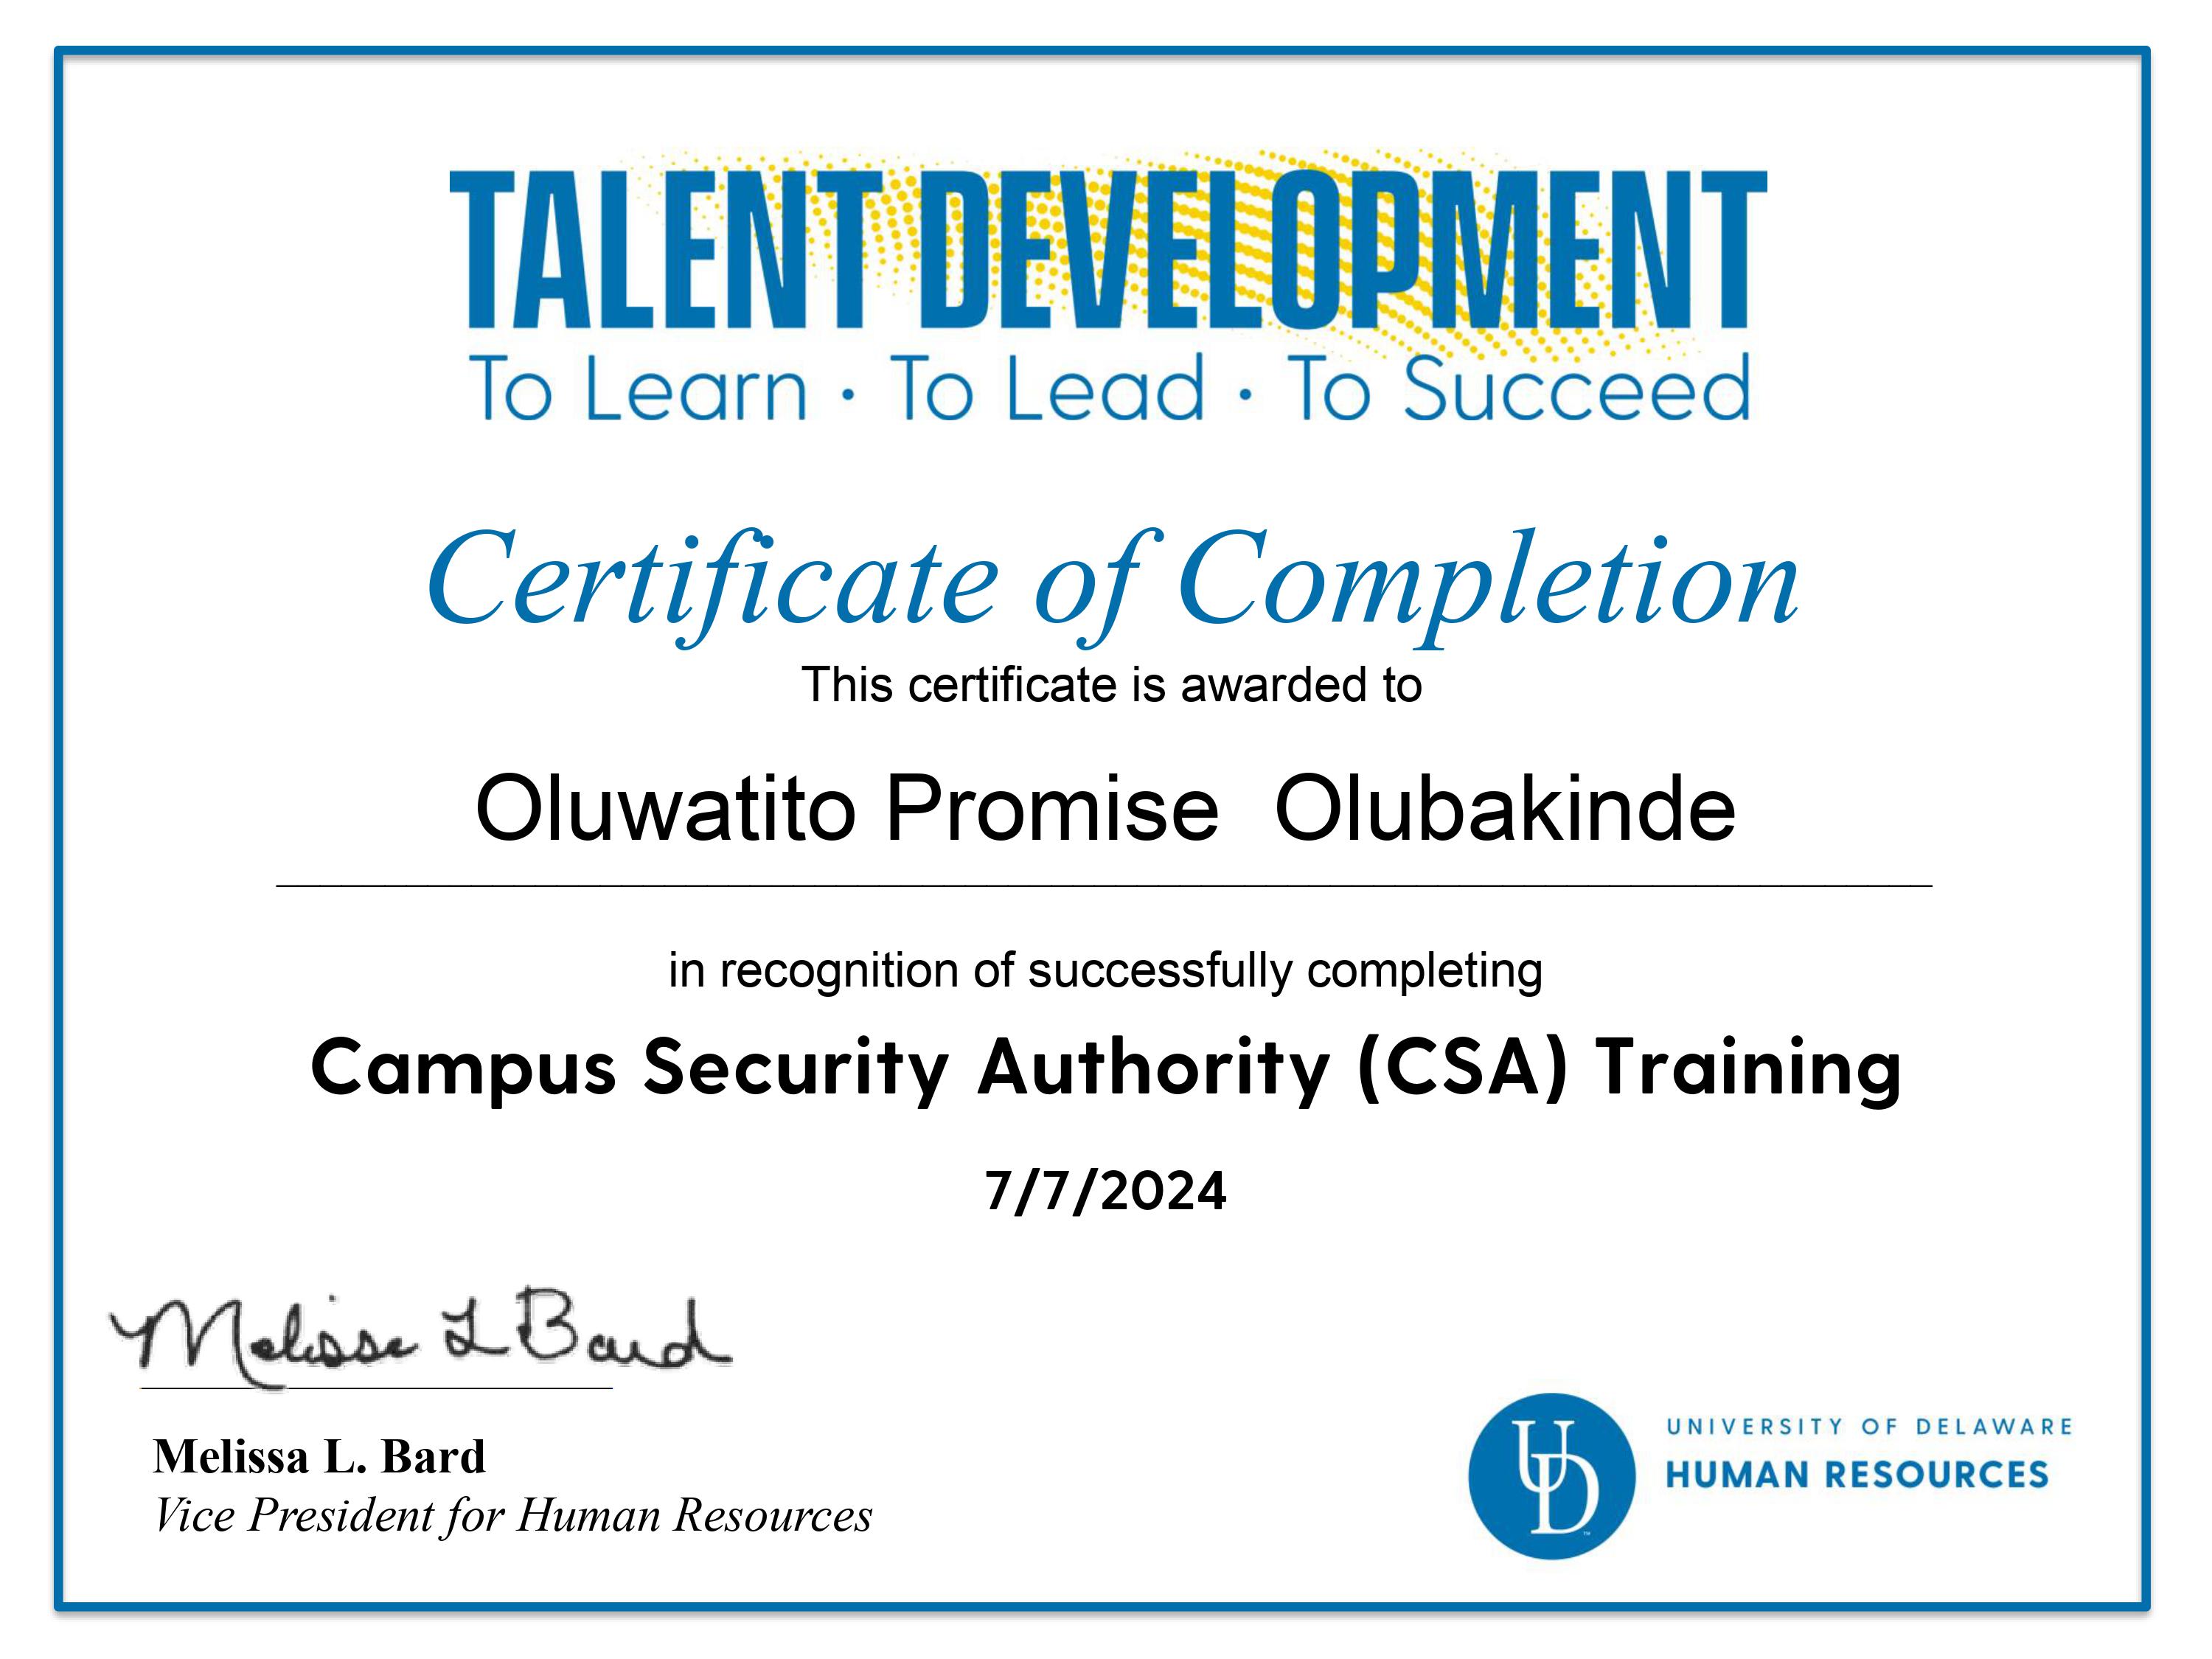 TALENT DEVELOPMENT
To Learn · To Lead · To Succeed
Certificate of Completion
This certificate is awarded to
Oluwatito Promise  Olubakinde
in recognition of successfully completing
Campus Security Authority (CSA) Training
7/7/2024
Melissa L Bard
Melissa L. Bard
Vice President for Human Resources
UD
UNIVERSITY OF DELAWARE
HUMAN RESOURCES